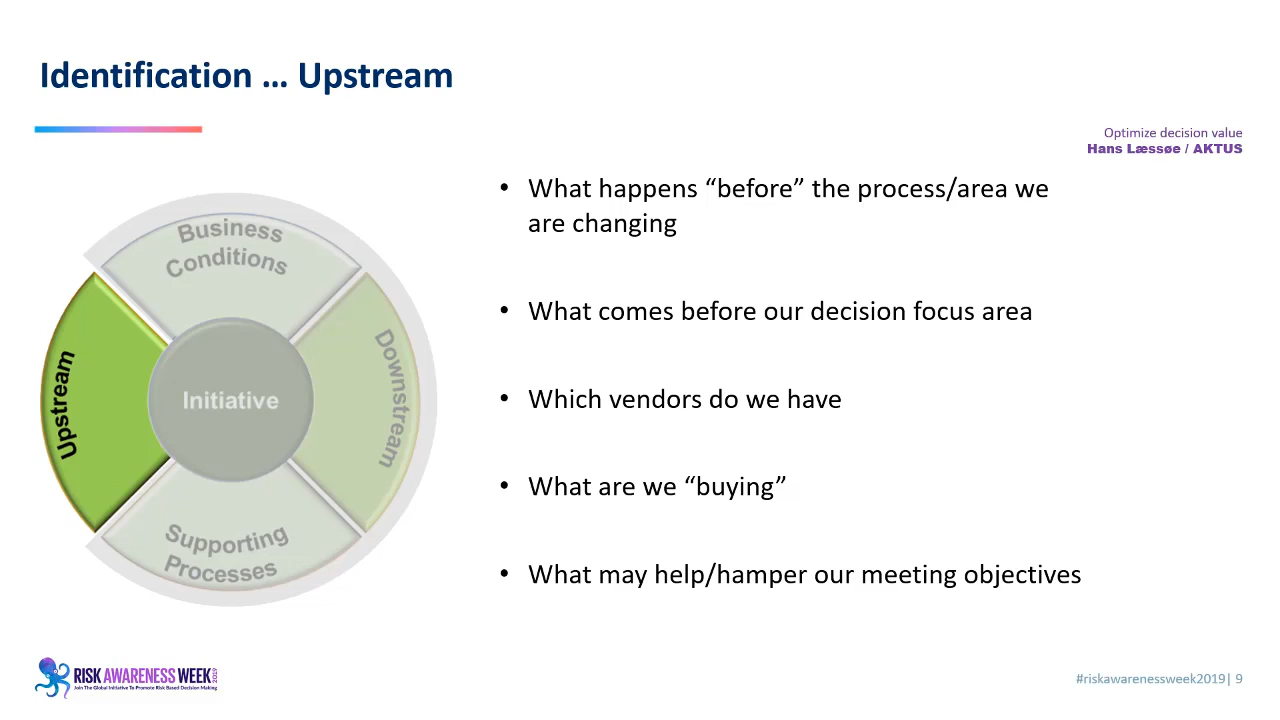 Identification ... Upstream
Optimize decision value
Hans Læssøe / AKTUS
• What happens “before” the process/area we
are changing
• What comes before our decision focus area
• Which vendors do we have
• What are we “buying”
• What may help/hamper our meeting objectives
Business
Conditions
Upstream
Initiative
Downstream
Supporting
Processes
RISK AWARENESS WEEK 2019
Join The Global Initiative To Promote Risk Based Decision Making
#riskawarenessweek2019| 9